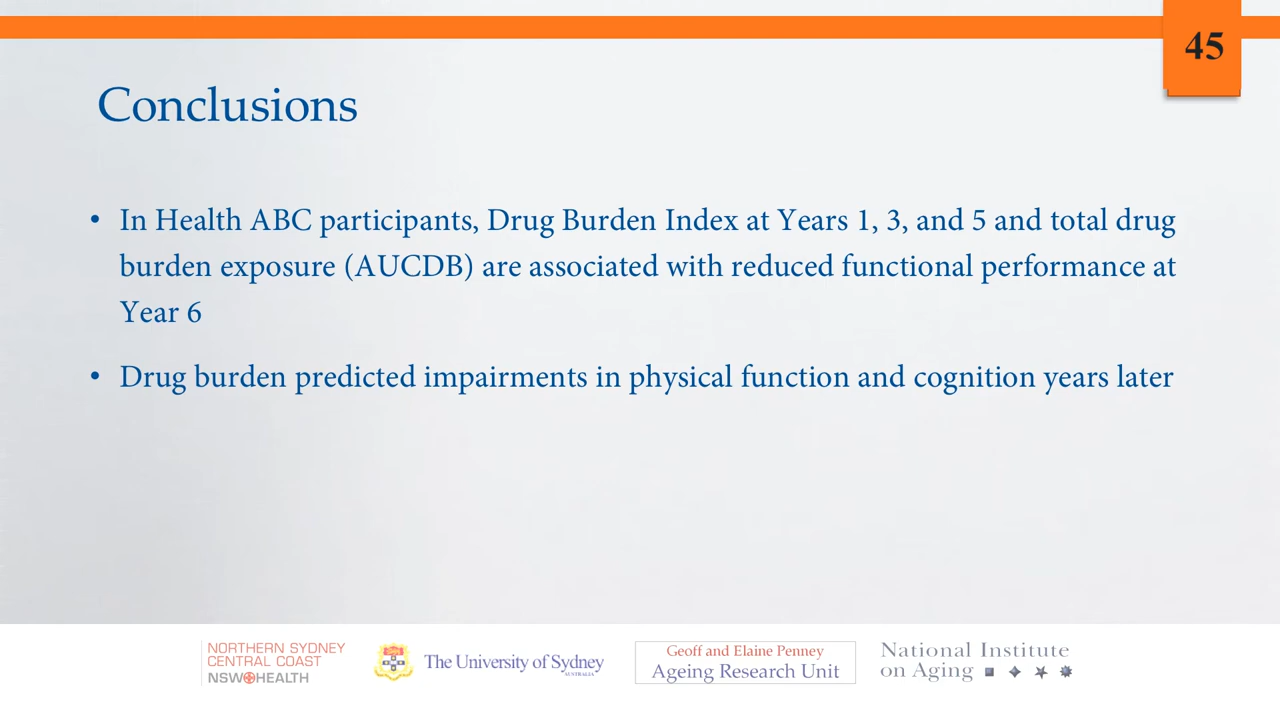 45
Conclusions
• In Health ABC participants, Drug Burden Index at Years 1, 3, and 5 and total drug
burden exposure (AUCDB) are associated with reduced functional performance at
Year 6
• Drug burden predicted impairments in physical function and cognition years later
NORTHERN SYDNEY
CENTRAL COAST
NSW HEALTH
The University of Sydney
AUSTRALIA
Geoff and Elaine Penney
Ageing Research Unit
National Institute
on Aging